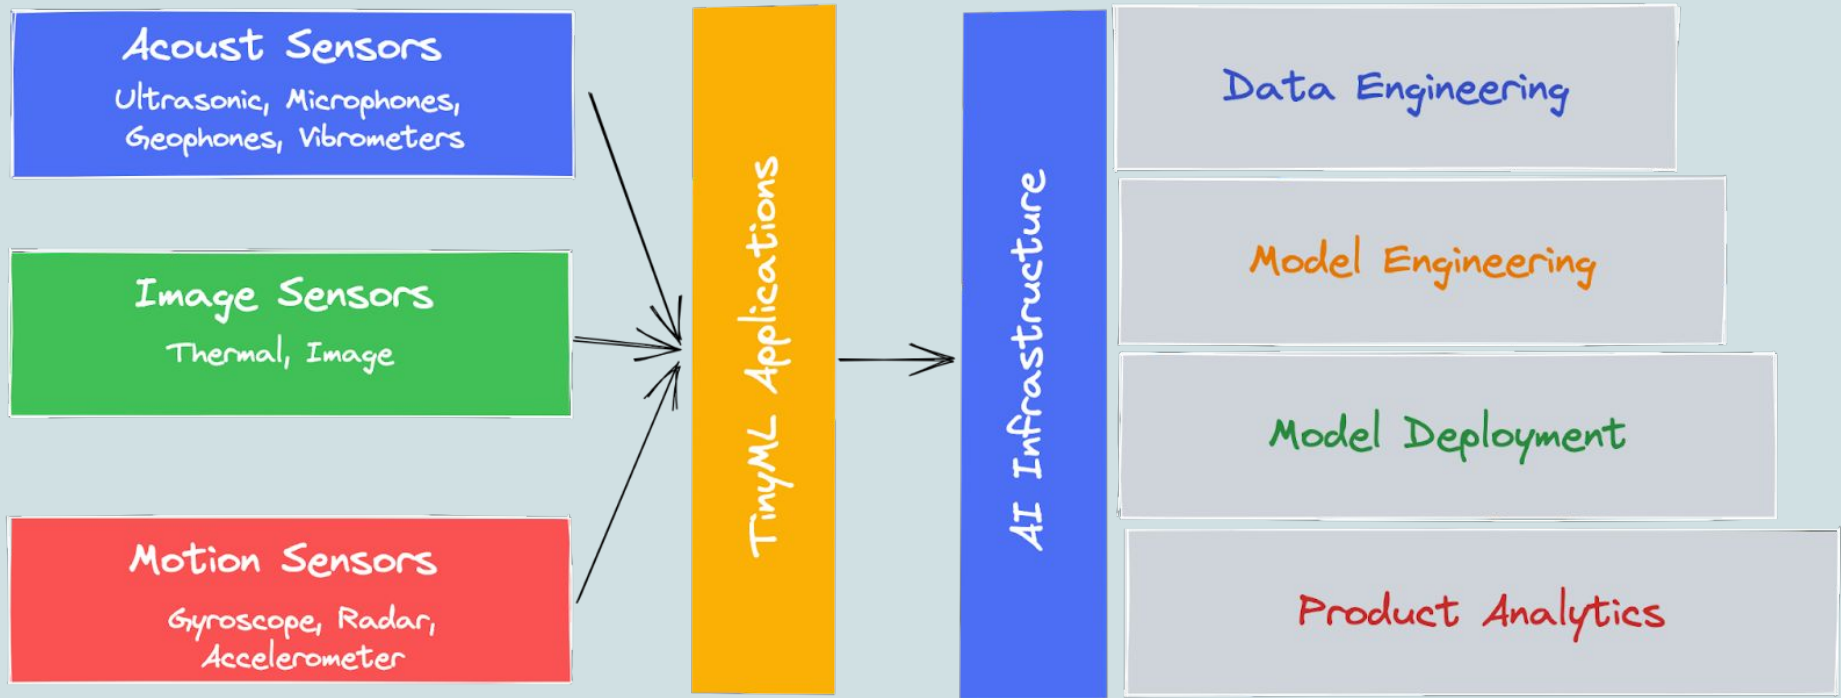 Acoust Sensors
Ultrasonic, Microphones,
Geophones, Vibrometers
Image Sensors
Thermal, Image
Motion Sensors
Gyroscope, Radar,
Accelerometer
TinyML Applications
AI Infrastructure
Data Engineering
Model Engineering
Model Deployment
Product Analytics